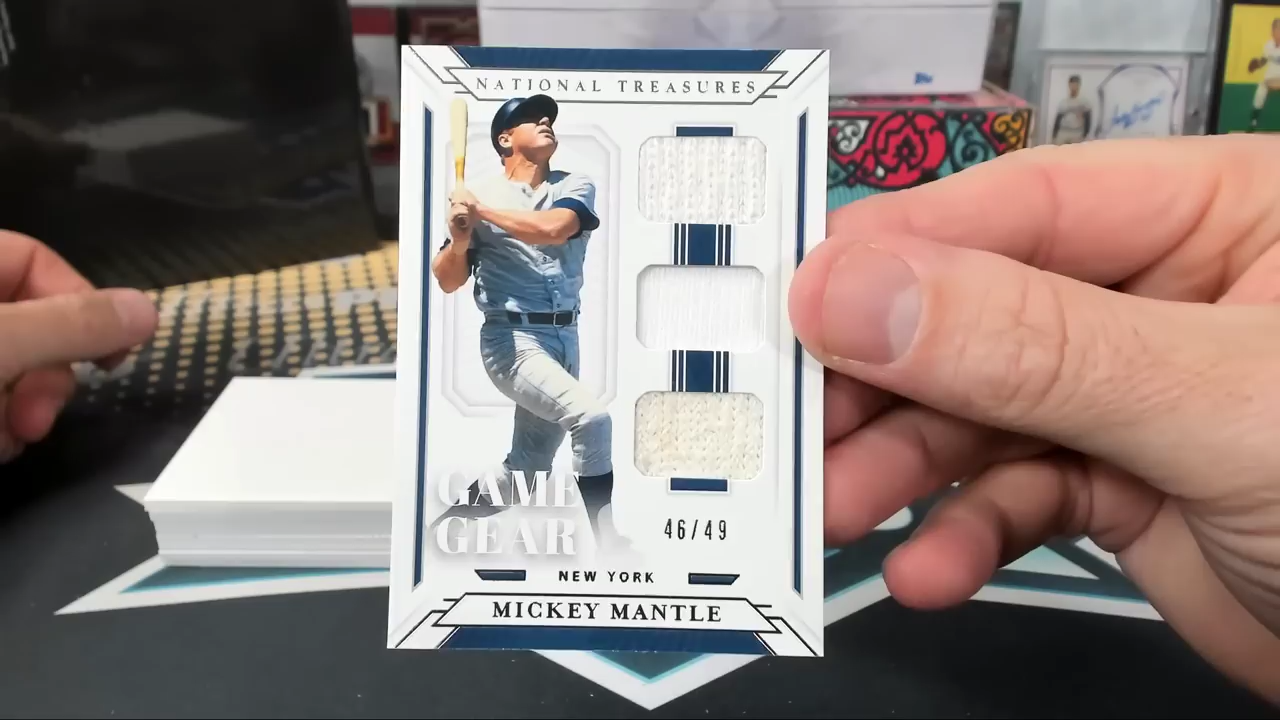 NATIONAL TREASURES
GAME
GEAR
46/49
NEW YORK
MICKEY MANTLE